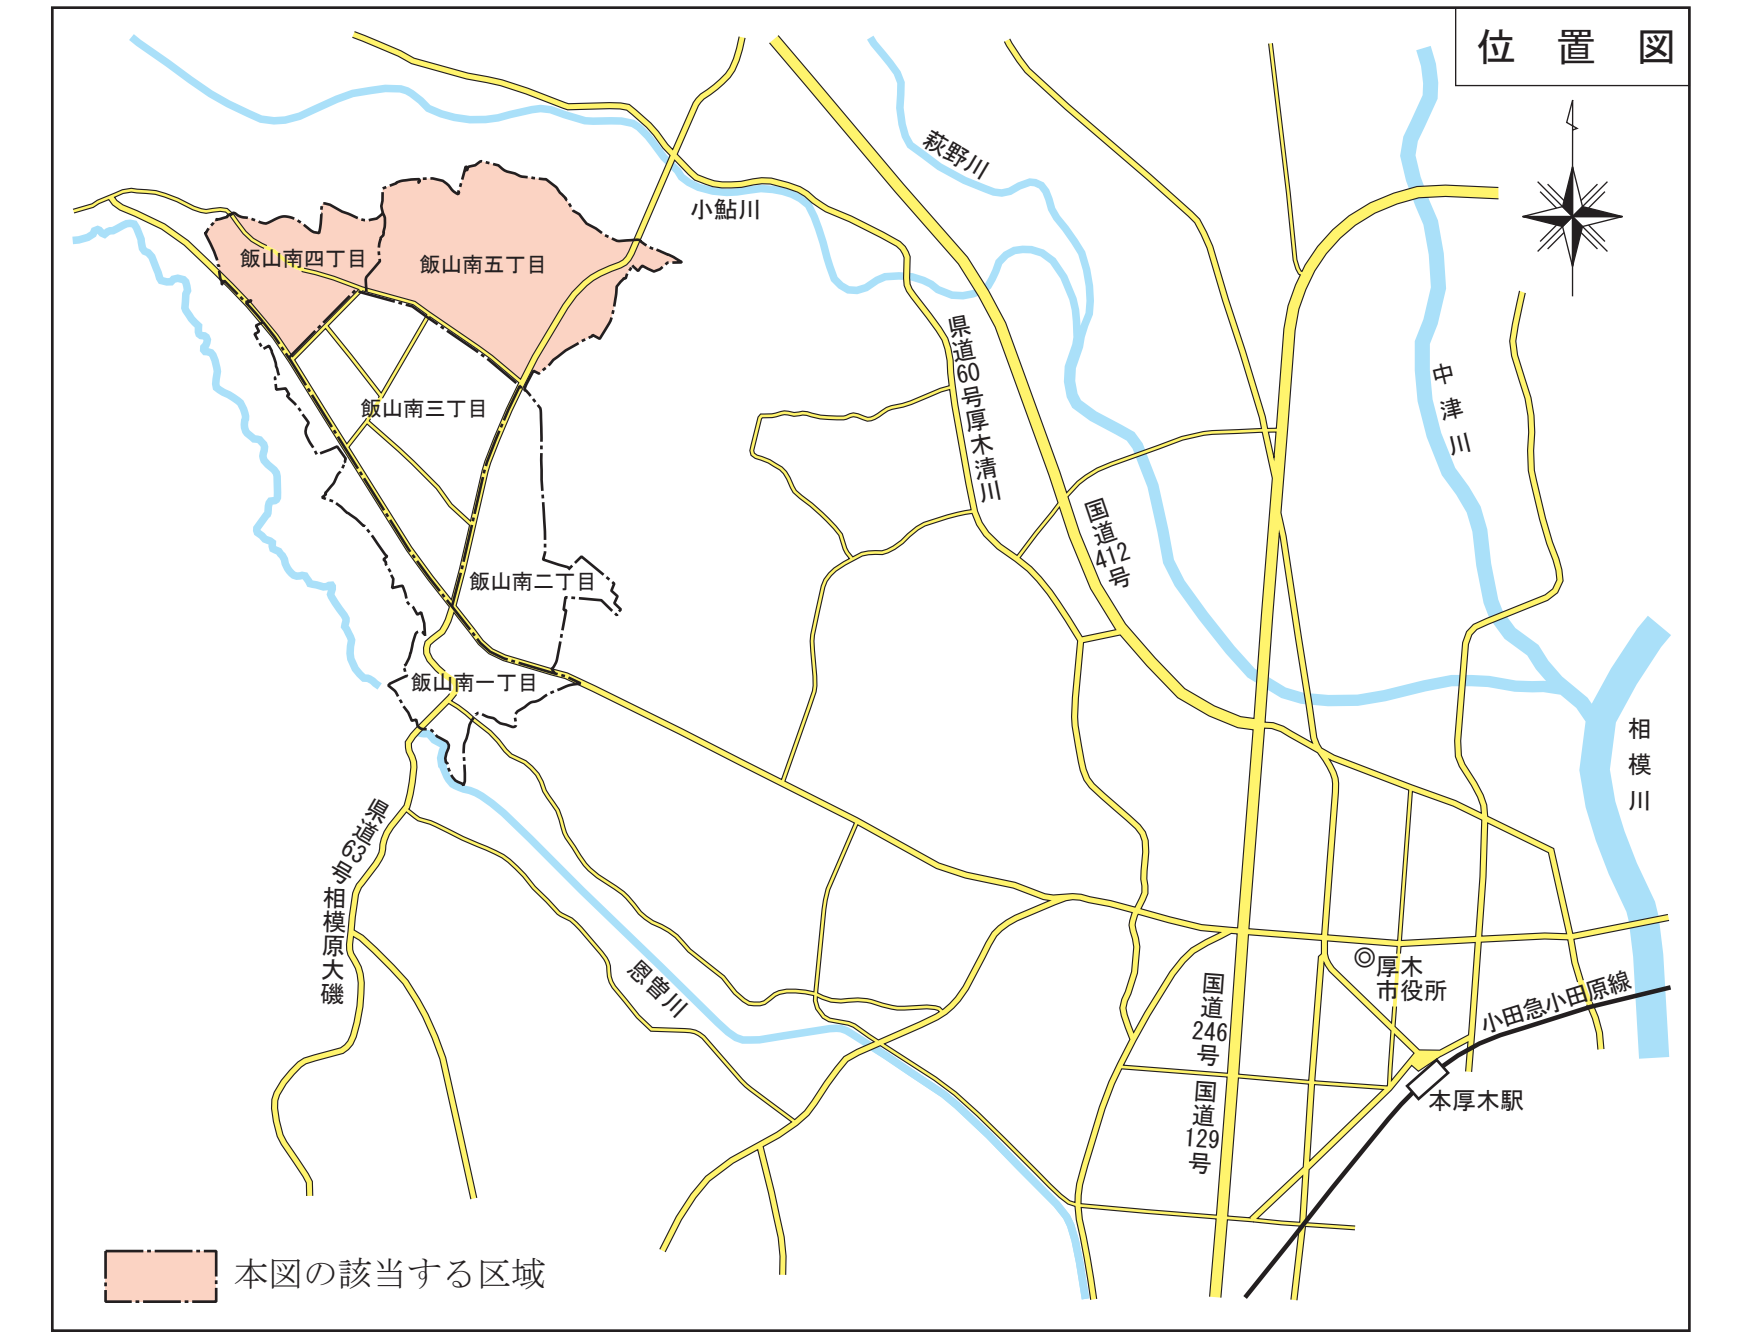 位置図
萩野川
小鮎川
飯山南四丁目
飯山南五丁目
県道60号厚木清川
中津川
飯山南三丁目
国道412号
飯山南二丁目
飯山南一丁目
相模川
県道63号相模原大磯
恩曽川
厚木
市役所
国道246号
小田急小田原線
国道129号
本厚木駅
本図の該当する区域